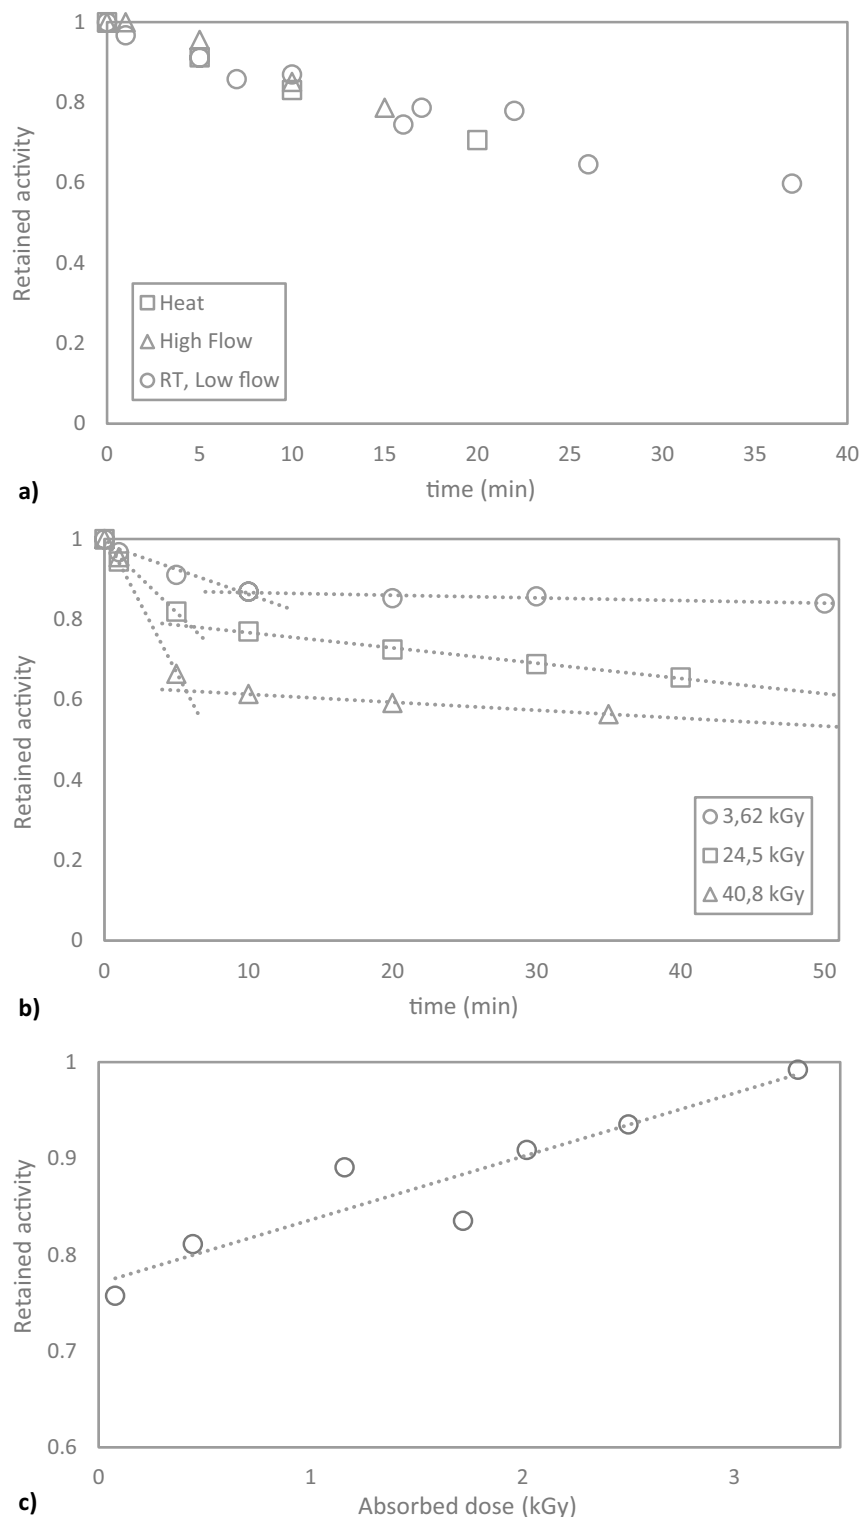 1
0.8
0.6
0.4
0.2
0
Retained activity
Heat
High Flow
RT, Low flow
0 5 10 15 20 25 30 35 40
time (min)
a)
1
0.8
0.6
0.4
0.2
0
Retained activity
3,62 kGy
24,5 kGy
40,8 kGy
0 10 20 30 40 50
time (min)
b)
1
0.9
0.8
0.7
0.6
Retained activity
0 1 2 3
Absorbed dose (kGy)
c)